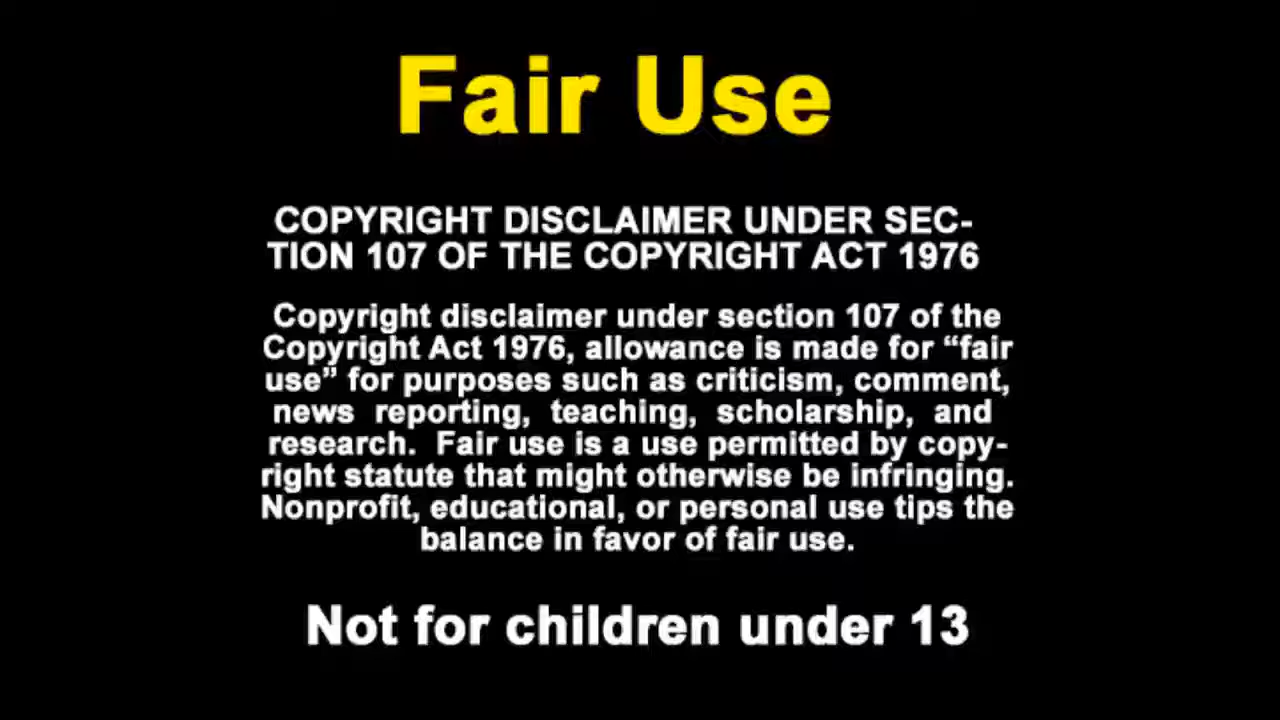 Fair Use
COPYRIGHT DISCLAIMER UNDER SEC-
TION 107 OF THE COPYRIGHT ACT 1976
Copyright disclaimer under section 107 of the
Copyright Act 1976, allowance is made for “fair
use” for purposes such as criticism, comment,
news reporting, teaching, scholarship, and
research. Fair use is a use permitted by copy-
right statute that might otherwise be infringing.
Nonprofit, educational, or personal use tips the
balance in favor of fair use.
Not for children under 13